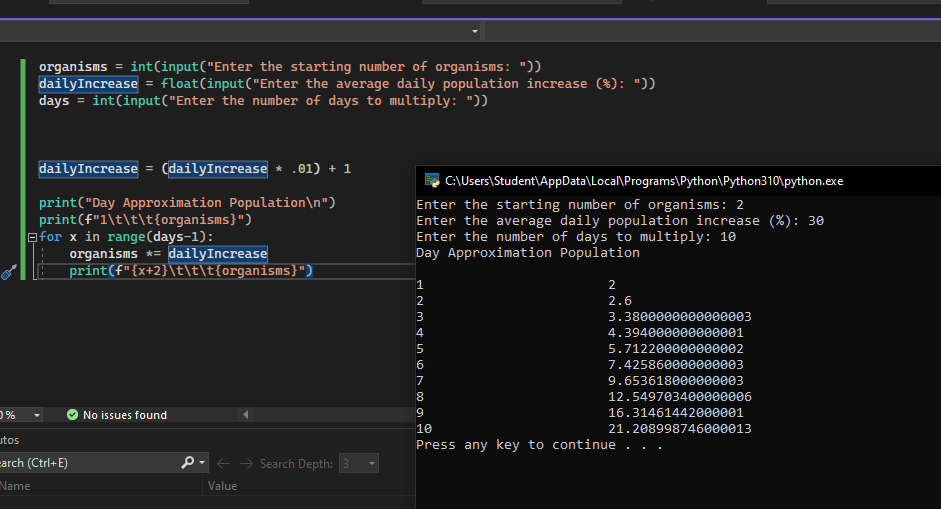 organisms = int(input("Enter the starting number of organisms: "))
dailyIncrease = float(input("Enter the average daily population increase (%): "))
days = int(input("Enter the number of days to multiply: "))
dailyIncrease = (dailyIncrease * .01) + 1
print("Day Approximation Population\n")
print(f"1\t\t\t{organisms}")
for x in range(days-1):
    organisms *= dailyIncrease
    print(f"{x+2}\t\t\t{organisms}")
C:\Users\Student\AppData\Local\Programs\Python\Python310\python.exe
Enter the starting number of organisms: 2
Enter the average daily population increase (%): 30
Enter the number of days to multiply: 10
Day Approximation Population
1 2
2 2.6
3 3.3800000000000003
4 4.394000000000001
5 5.712200000000002
6 7.425860000000003
7 9.653618000000003
8 12.549703400000006
9 16.31461442000001
10 21.208998746000013
Press any key to continue . . .
% No issues found
Search Depth: 3
(Ctrl+E)
Name Value